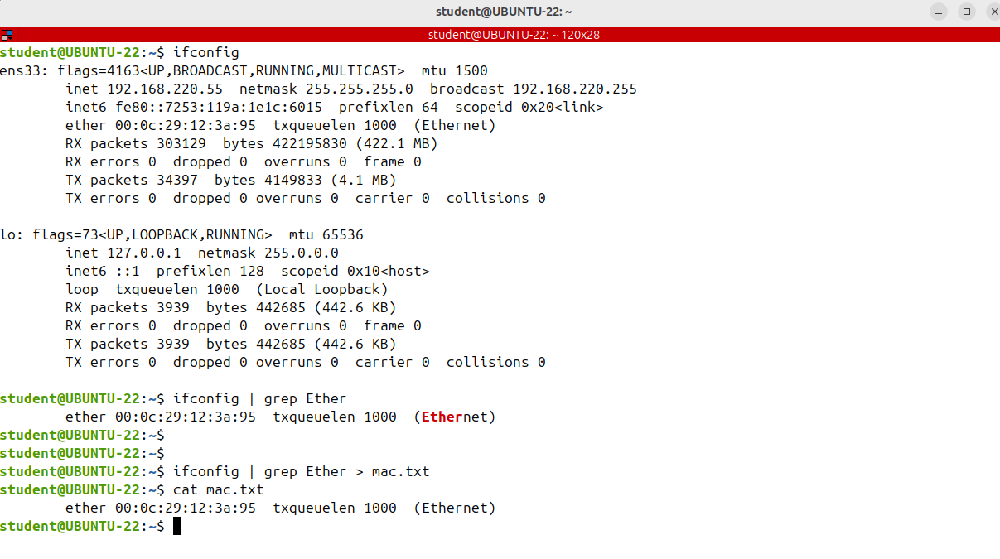 student@UBUNTU-22: ~
student@UBUNTU-22: ~ 120x28
student@UBUNTU-22:~$ ifconfig
ens33: flags=4163<UP,BROADCAST,RUNNING,MULTICAST>  mtu 1500
        inet 192.168.220.55  netmask 255.255.255.0  broadcast 192.168.220.255
        inet6 fe80::7253:119a:1e1c:6015  prefixlen 64  scopeid 0x20<link>
        ether 00:0c:29:12:3a:95  txqueuelen 1000  (Ethernet)
        RX packets 303129  bytes 422195830 (422.1 MB)
        RX errors 0  dropped 0  overruns 0  frame 0
        TX packets 34397  bytes 4149833 (4.1 MB)
        TX errors 0  dropped 0 overruns 0  carrier 0  collisions 0

lo: flags=73<UP,LOOPBACK,RUNNING>  mtu 65536
        inet 127.0.0.1  netmask 255.0.0.0
        inet6 ::1  prefixlen 128  scopeid 0x10<host>
        loop  txqueuelen 1000  (Local Loopback)
        RX packets 3939  bytes 442685 (442.6 KB)
        RX errors 0  dropped 0  overruns 0  frame 0
        TX packets 3939  bytes 442685 (442.6 KB)
        TX errors 0  dropped 0 overruns 0  carrier 0  collisions 0

student@UBUNTU-22:~$ ifconfig | grep Ether
        ether 00:0c:29:12:3a:95  txqueuelen 1000  (Ethernet)
student@UBUNTU-22:~$
student@UBUNTU-22:~$
student@UBUNTU-22:~$ ifconfig | grep Ether > mac.txt
student@UBUNTU-22:~$ cat mac.txt
        ether 00:0c:29:12:3a:95  txqueuelen 1000  (Ethernet)
student@UBUNTU-22:~$